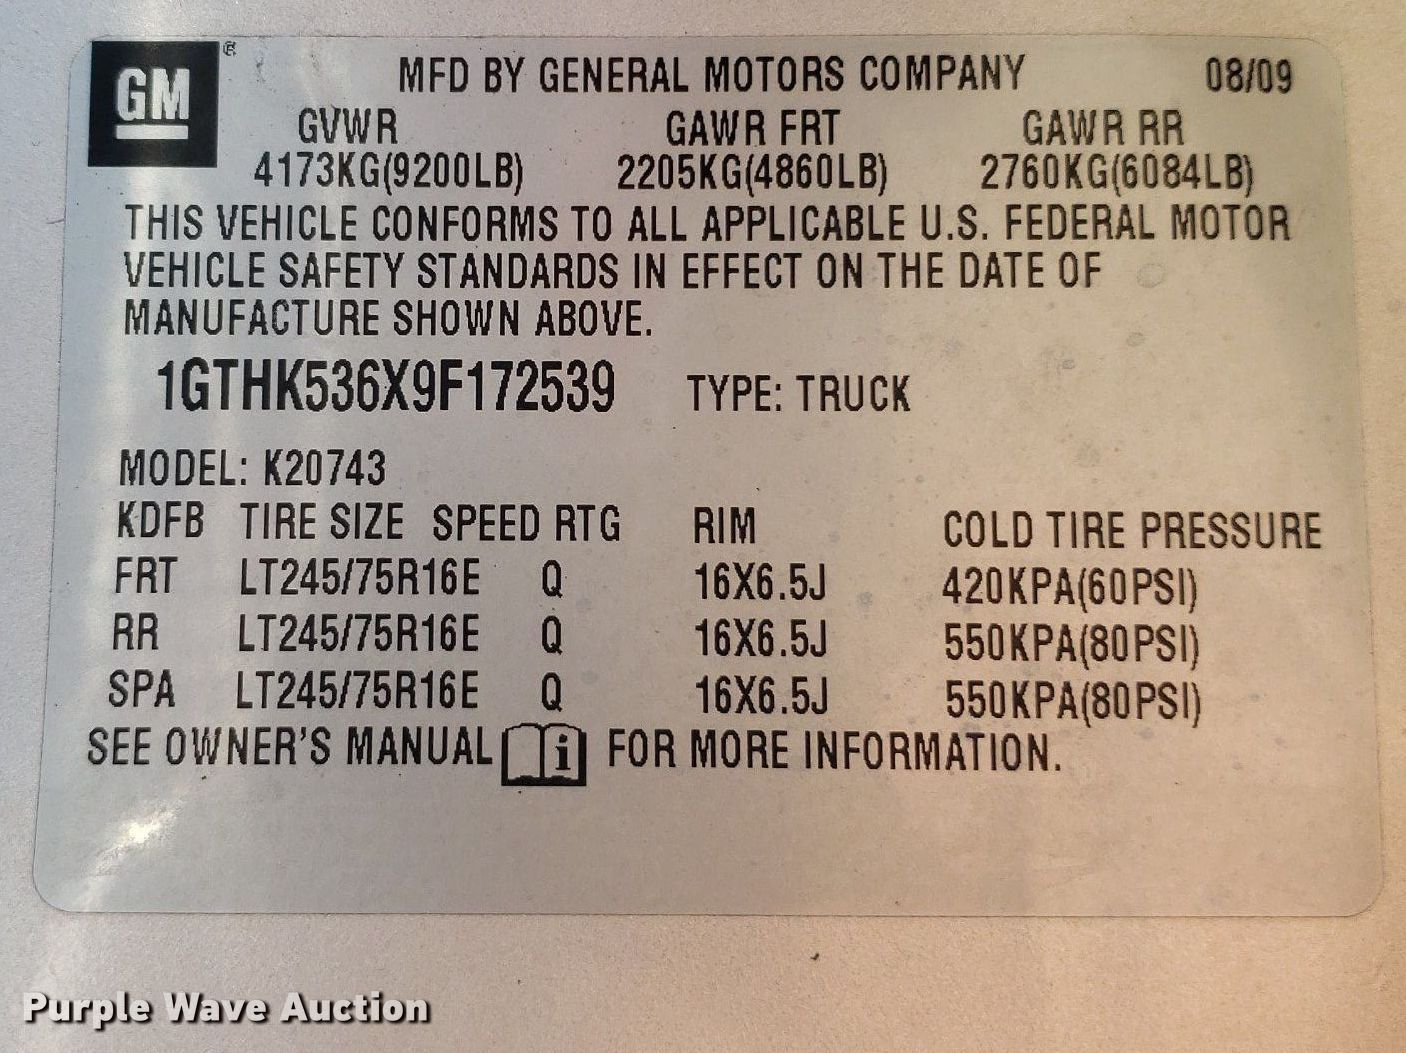 GM ® MFD BY GENERAL MOTORS COMPANY 08/09
GVWR GAWR FRT GAWR RR
4173KG(9200LB) 2205KG(4860LB) 2760KG(6084LB)
THIS VEHICLE CONFORMS TO ALL APPLICABLE U.S. FEDERAL MOTOR
VEHICLE SAFETY STANDARDS IN EFFECT ON THE DATE OF
MANUFACTURE SHOWN ABOVE.
1GTHK536X9F172539 TYPE: TRUCK
MODEL: K20743
KDFB TIRE SIZE SPEED RTG RIM COLD TIRE PRESSURE
FRT LT245/75R16E Q 16X6.5J 420KPA(60PSI)
RR LT245/75R16E Q 16X6.5J 550KPA(80PSI)
SPA LT245/75R16E Q 16X6.5J 550KPA(80PSI)
SEE OWNER'S MANUAL i FOR MORE INFORMATION.
Purple Wave Auction